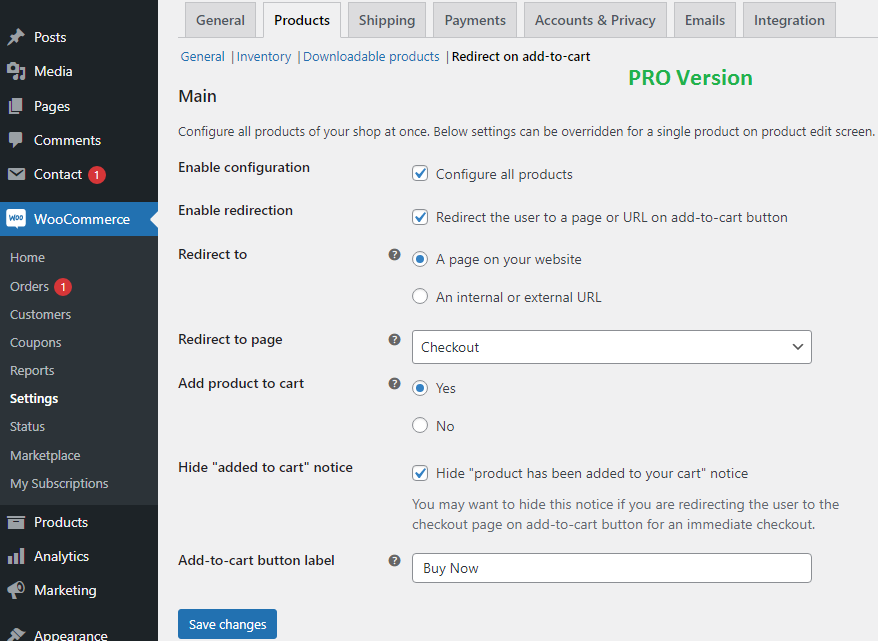 Posts
Media
Pages
Comments
Contact 1
WOO WooCommerce
Home
Orders 1
Customers
Coupons
Reports
Settings
Status
Marketplace
My Subscriptions
Products
Analytics
Marketing
Appearance
General Products Shipping Payments Accounts & Privacy Emails Integration
General | Inventory | Downloadable products | Redirect on add-to-cart
PRO Version
Main
Configure all products of your shop at once. Below settings can be overridden for a single product on product edit screen.
Enable configuration
Configure all products
Enable redirection
Redirect the user to a page or URL on add-to-cart button
Redirect to ? A page on your website
An internal or external URL
Redirect to page ? Checkout
Add product to cart ? Yes
No
Hide "added to cart" notice
Hide "product has been added to your cart" notice
You may want to hide this notice if you are redirecting the user to the
checkout page on add-to-cart button for an immediate checkout.
Add-to-cart button label ? Buy Now
Save changes